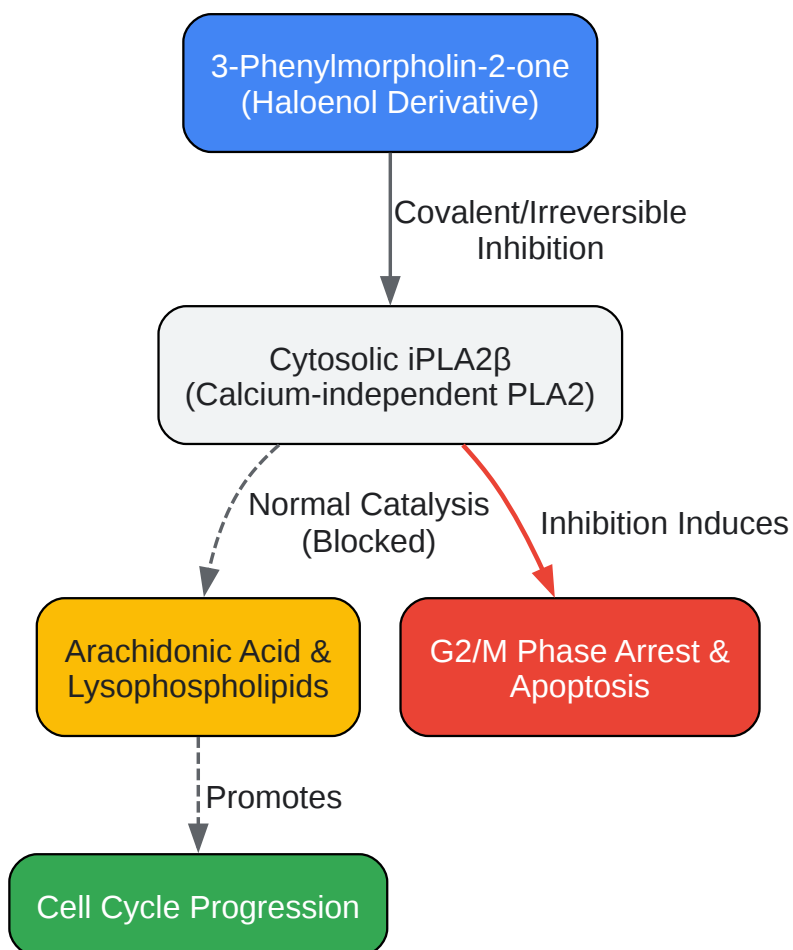 3-Phenylmorpholin-2-one
(Haloenol Derivative)
Covalent/Irreversible
Inhibition
Cytosolic iPLA2β
(Calcium-independent PLA2)
Normal Catalysis
(Blocked)
Inhibition Induces
Arachidonic Acid &
Lysophospholipids
G2/M Phase Arrest &
Apoptosis
Promotes
Cell Cycle Progression